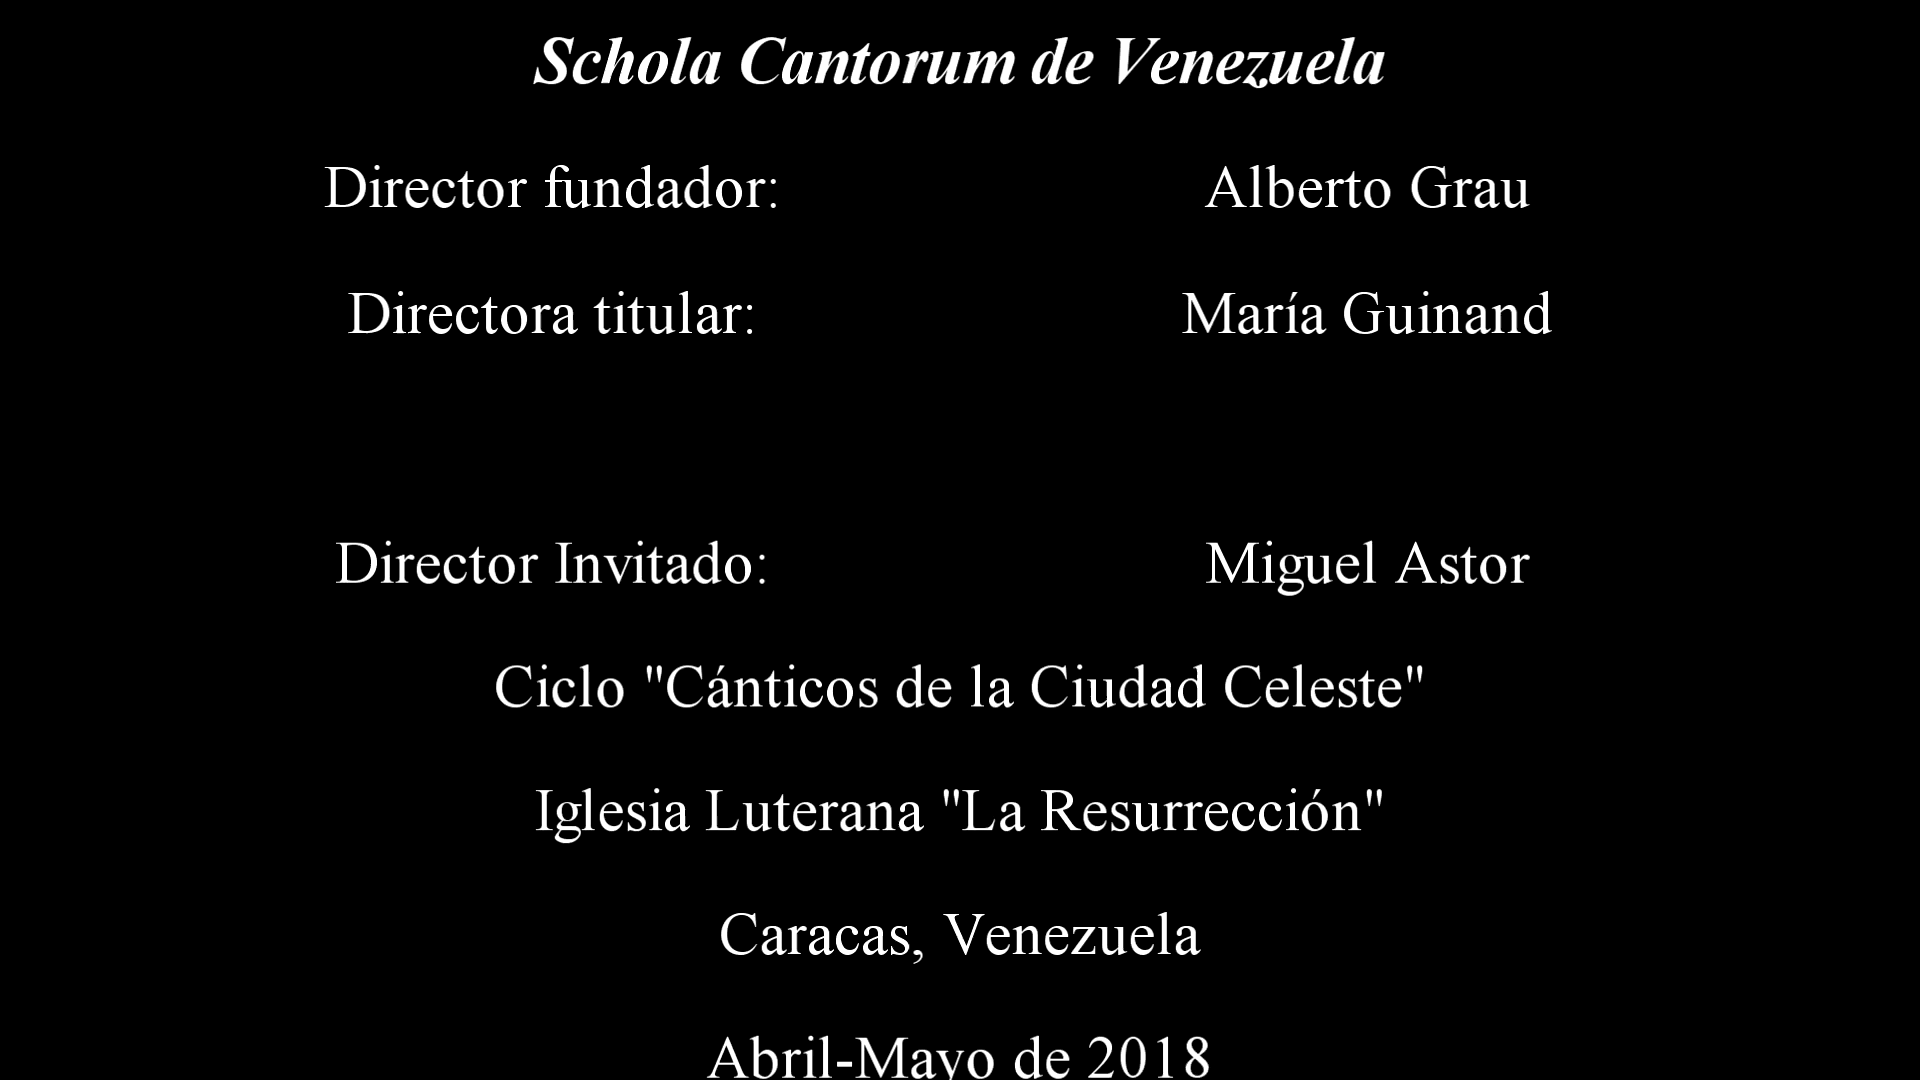 Schola Cantorum de Venezuela
Director fundador: Alberto Grau
Directora titular: María Guinand
Director Invitado: Miguel Astor
Ciclo "Cánticos de la Ciudad Celeste"
Iglesia Luterana "La Resurrección"
Caracas, Venezuela
Abril-Mayo de 2018